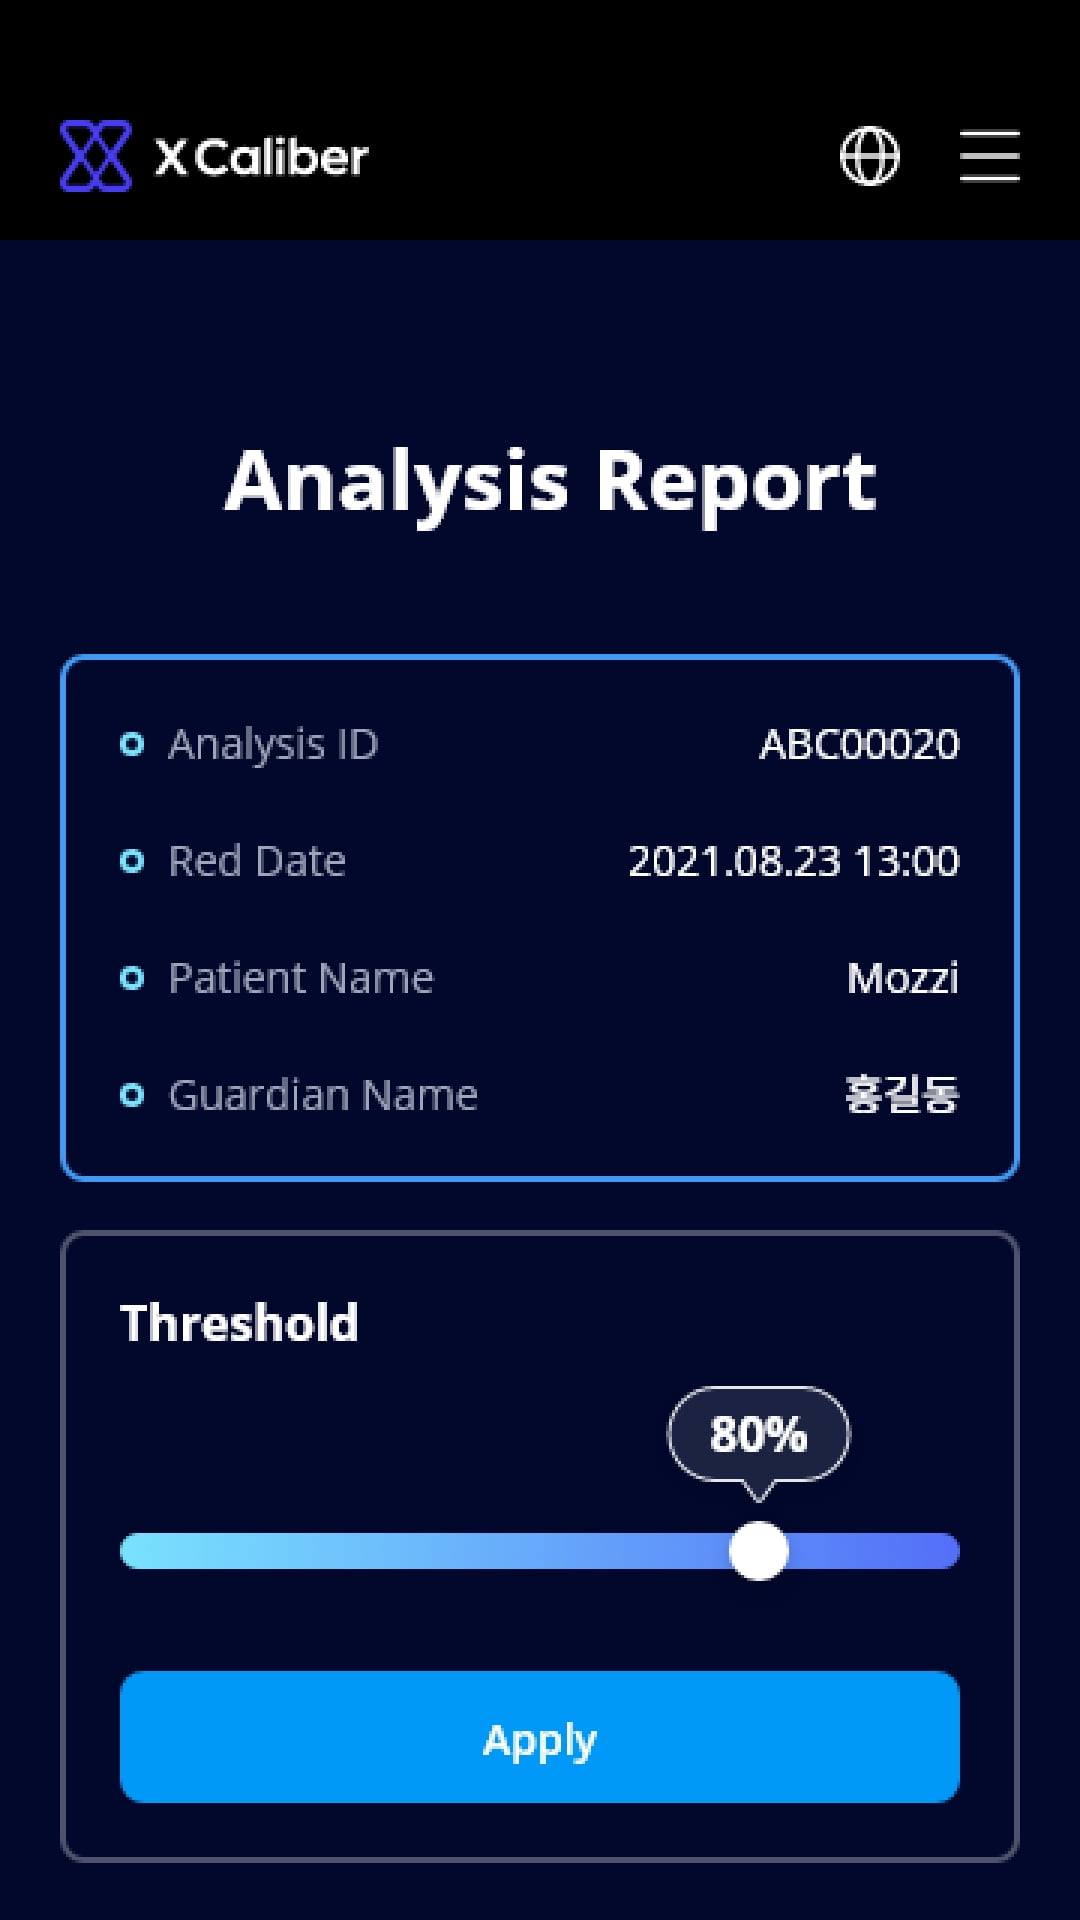 X Caliber
Analysis Report
Analysis ID ABC00020
Red Date 2021.08.23 13:00
Patient Name Mozzi
Guardian Name 홍길동
Threshold
80%
Apply